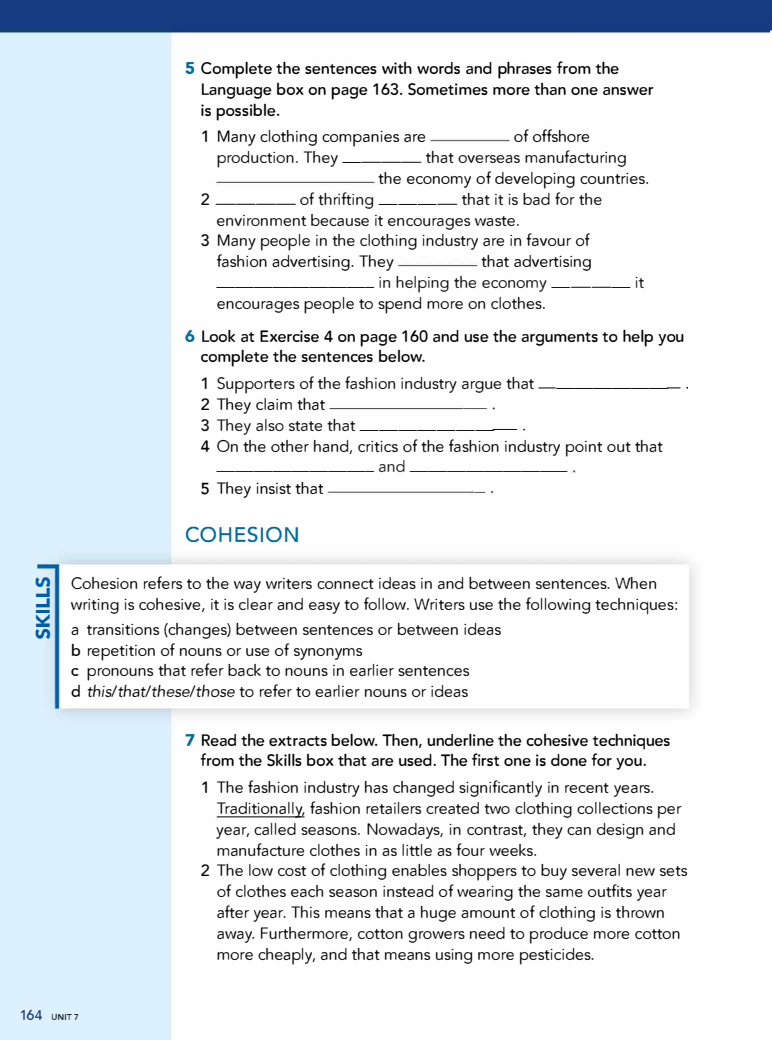 5 Complete the sentences with words and phrases from the
Language box on page 163. Sometimes more than one answer
is possible.
1 Many clothing companies are __________ of offshore
production. They __________ that overseas manufacturing
____________________ the economy of developing countries.
2 __________ of thrifting __________ that it is bad for the
environment because it encourages waste.
3 Many people in the clothing industry are in favour of
fashion advertising. They __________ that advertising
____________________ in helping the economy __________ it
encourages people to spend more on clothes.
6 Look at Exercise 4 on page 160 and use the arguments to help you
complete the sentences below.
1 Supporters of the fashion industry argue that __________________ .
2 They claim that ____________________ .
3 They also state that ____________________ .
4 On the other hand, critics of the fashion industry point out that
____________________ and ____________________ .
5 They insist that ____________________ .
COHESION
SKILLS
Cohesion refers to the way writers connect ideas in and between sentences. When
writing is cohesive, it is clear and easy to follow. Writers use the following techniques:
a transitions (changes) between sentences or between ideas
b repetition of nouns or use of synonyms
c pronouns that refer back to nouns in earlier sentences
d this/that/these/those to refer to earlier nouns or ideas
7 Read the extracts below. Then, underline the cohesive techniques
from the Skills box that are used. The first one is done for you.
1 The fashion industry has changed significantly in recent years.
Traditionally, fashion retailers created two clothing collections per
year, called seasons. Nowadays, in contrast, they can design and
manufacture clothes in as little as four weeks.
2 The low cost of clothing enables shoppers to buy several new sets
of clothes each season instead of wearing the same outfits year
after year. This means that a huge amount of clothing is thrown
away. Furthermore, cotton growers need to produce more cotton
more cheaply, and that means using more pesticides.
164 UNIT 7